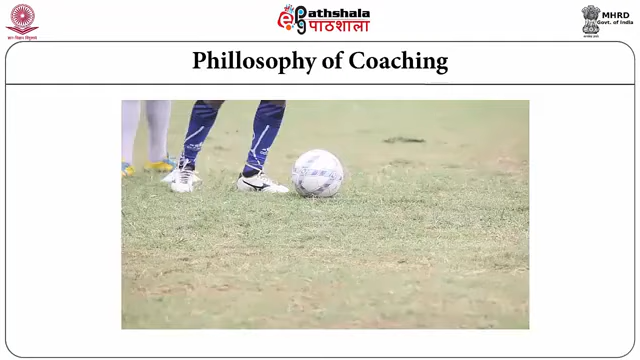 Pathshala
पाठशाला
MHRD
Govt. of India
Phillosophy of Coaching